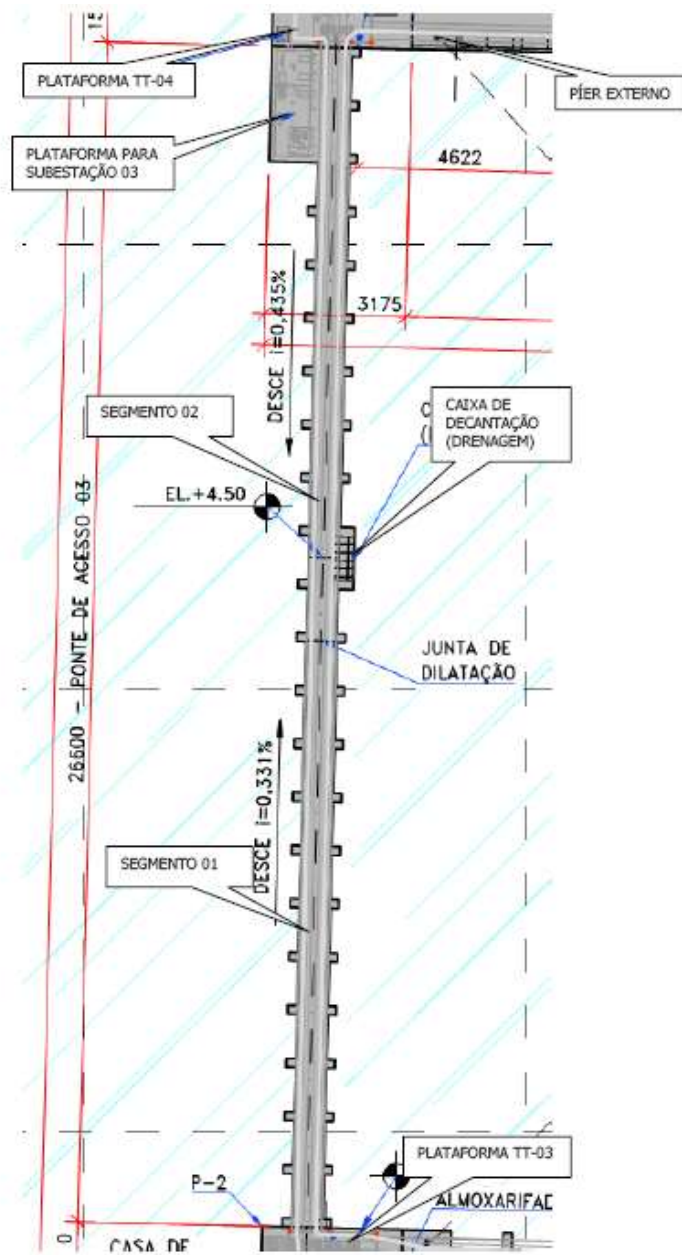 15
PLATAFORMA TT-04
PÍER EXTERNO
PLATAFORMA PARA
SUBESTAÇÃO 03
4622
3175
DESCE i=0,435%
SEGMENTO 02
C
CAIXA DE
DECANTAÇÃO
(
(DRENAGEM)
EL.+4.50
26600 - PONTE DE ACESSO 03
JUNTA DE
DILATAÇÃO
DESCE i=0,331%
SEGMENTO 01
PLATAFORMA TT-03
P-2
ALMOXARIFAD
0
CASA DE